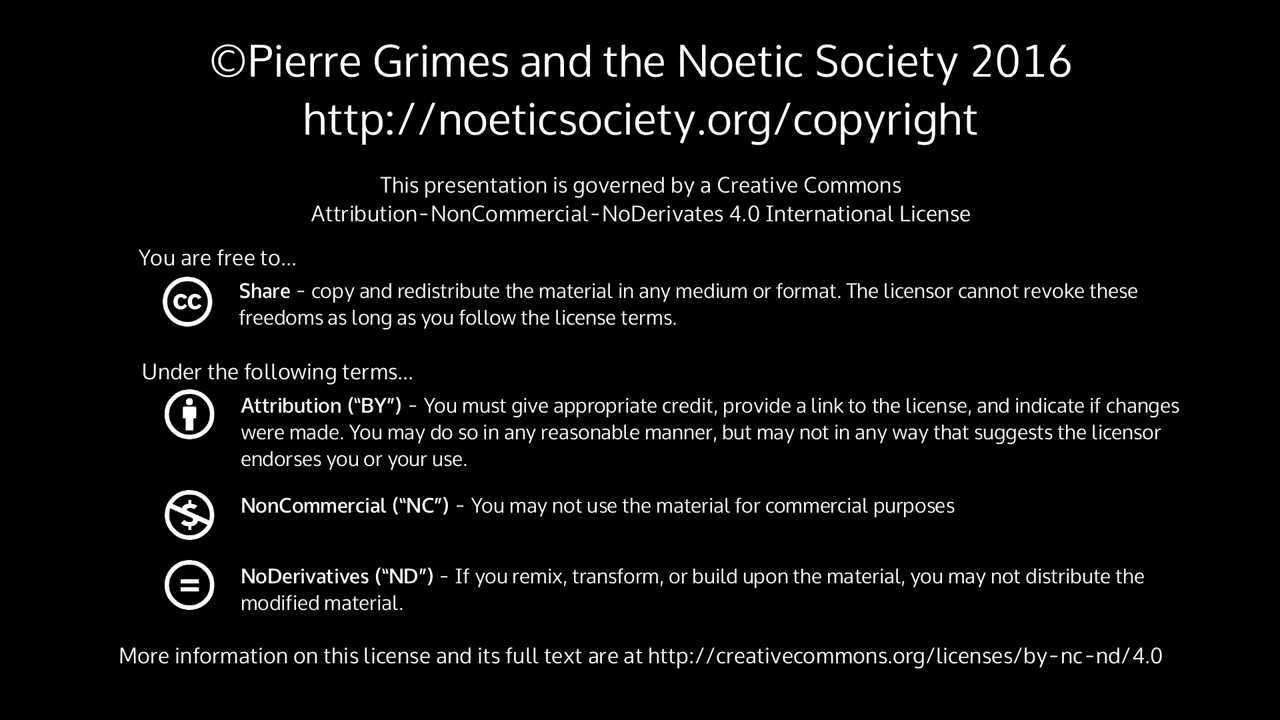 ©Pierre Grimes and the Noetic Society 2016
http://noeticsociety.org/copyright
This presentation is governed by a Creative Commons
Attribution-NonCommercial-NoDerivates 4.0 International License
You are free to...
cc
Share - copy and redistribute the material in any medium or format. The licensor cannot revoke these
freedoms as long as you follow the license terms.
Under the following terms...
Attribution (“BY”) - You must give appropriate credit, provide a link to the license, and indicate if changes
were made. You may do so in any reasonable manner, but may not in any way that suggests the licensor
endorses you or your use.
NonCommercial (“NC”) - You may not use the material for commercial purposes
NoDerivatives (“ND”) - If you remix, transform, or build upon the material, you may not distribute the
modified material.
More information on this license and its full text are at http://creativecommons.org/licenses/by-nc-nd/4.0